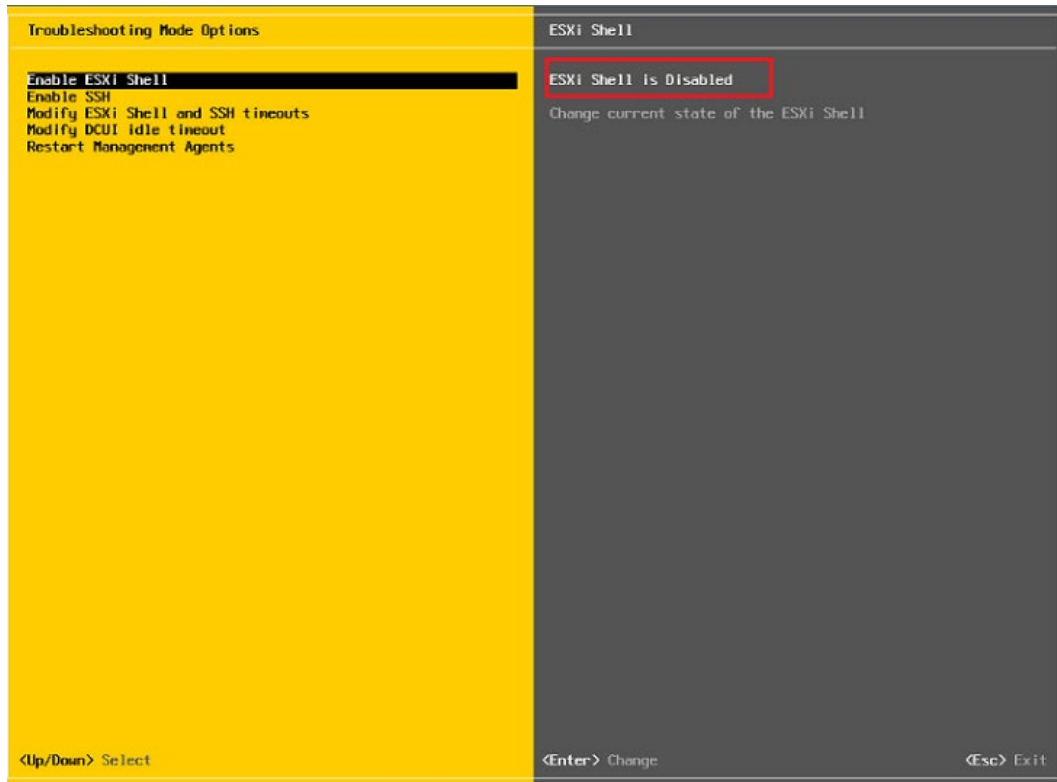 Troubleshooting Mode Options
ESXi Shell
Enable ESXi Shell
Enable SSH
Modify ESXi Shell and SSH timeouts
Modify DCUI idle timeout
Restart Management Agents
ESXi Shell is Disabled
Change current state of the ESXi Shell
<Up/Down> Select
<Enter> Change
<Esc> Exit